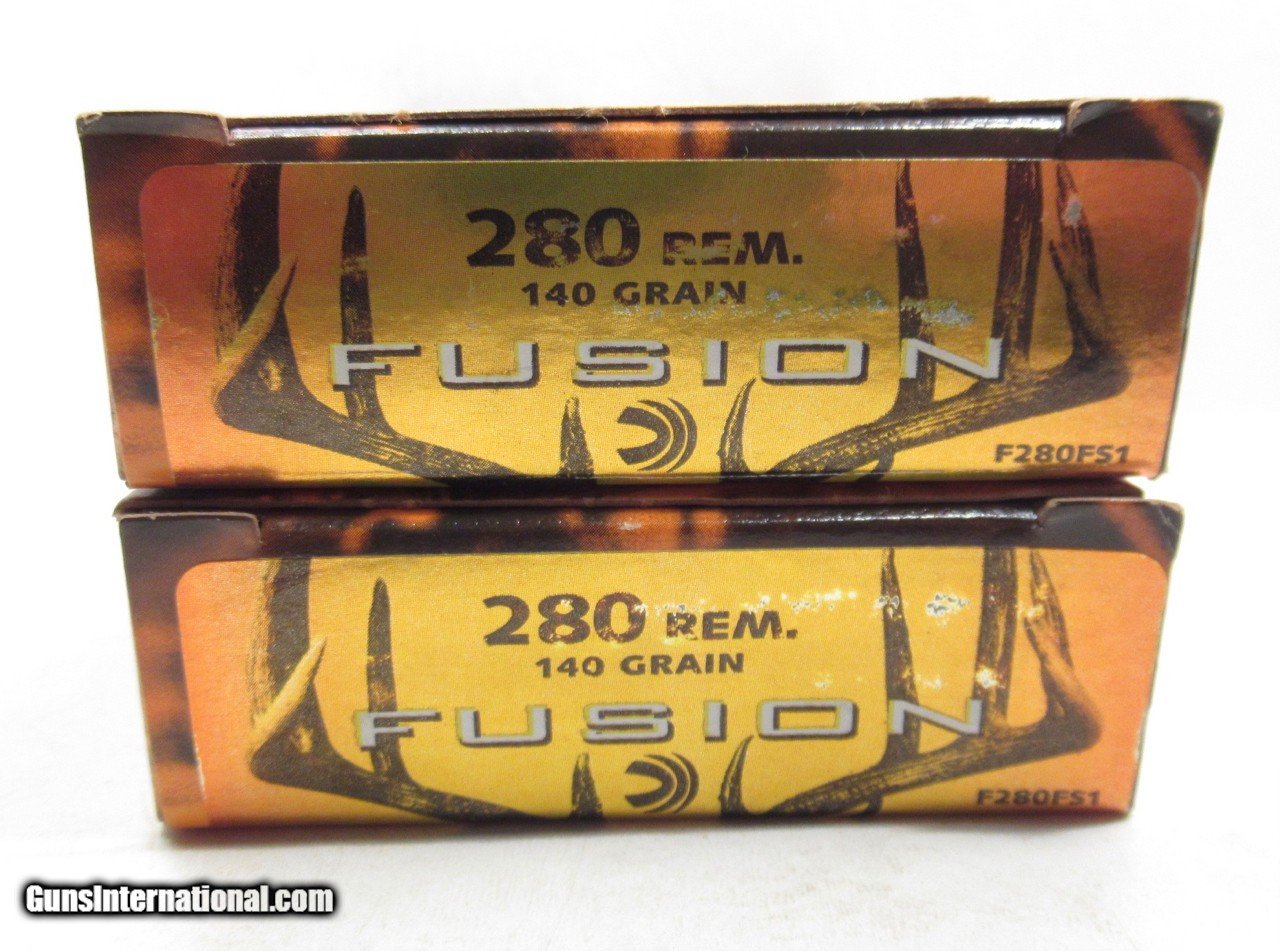 280 REM.
140 GRAIN
FUSION
F280FS1
280 REM.
140 GRAIN
FUSION
F280FS1
GunsInternational.com